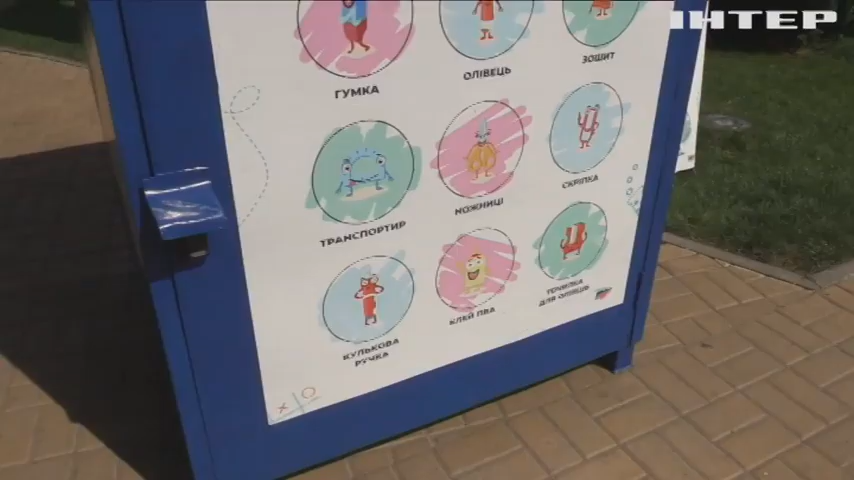 ІНТЕР
ГУМКА
ОЛІВЕЦЬ
ЗОШИТ
ТРАНСПОРТИР
НОЖИЦІ
СКРІПКА
КУЛЬКОВА
РУЧКА
КЛЕЙ ПВА
ТОЧИЛКА
ДЛЯ ОЛІВЦІВ